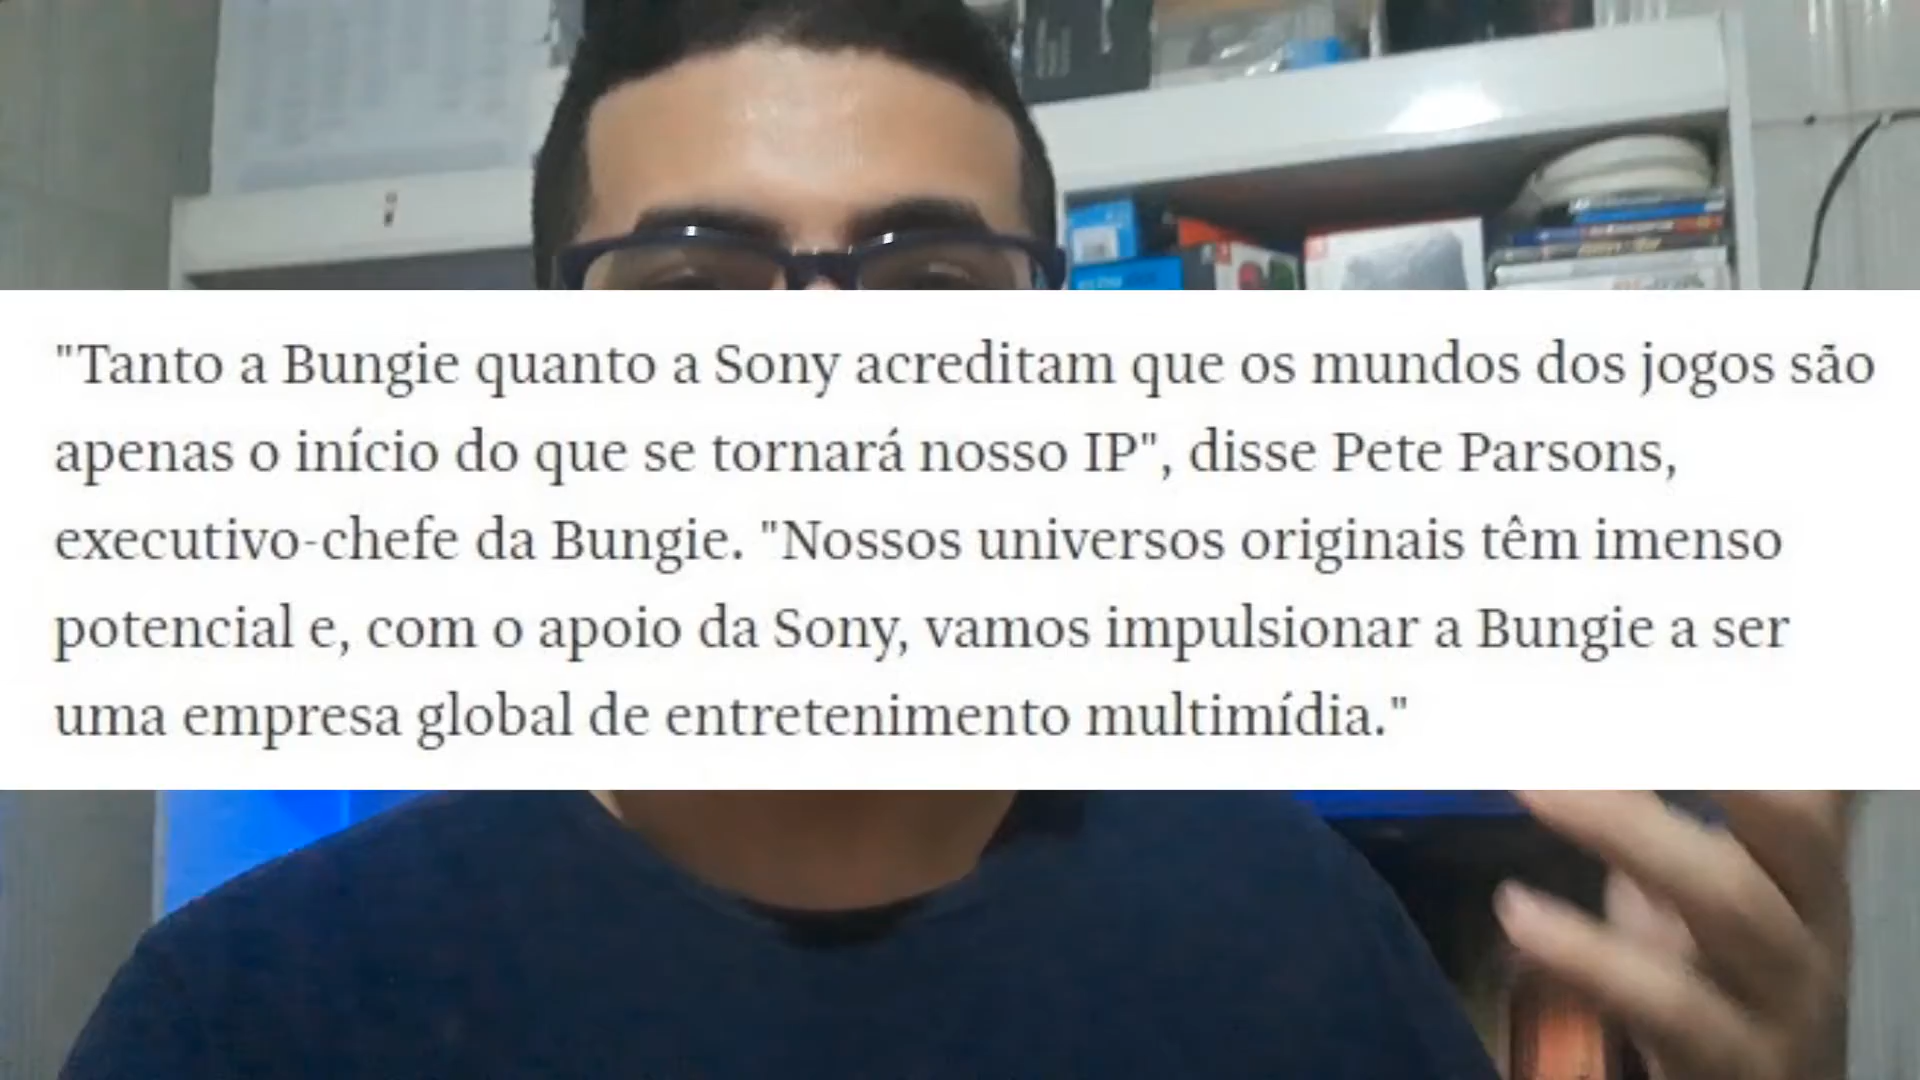 "Tanto a Bungie quanto a Sony acreditam que os mundos dos jogos são
apenas o início do que se tornará nosso IP", disse Pete Parsons,
executivo-chefe da Bungie. "Nossos universos originais têm imenso
potencial e, com o apoio da Sony, vamos impulsionar a Bungie a ser
uma empresa global de entretenimento multimídia."